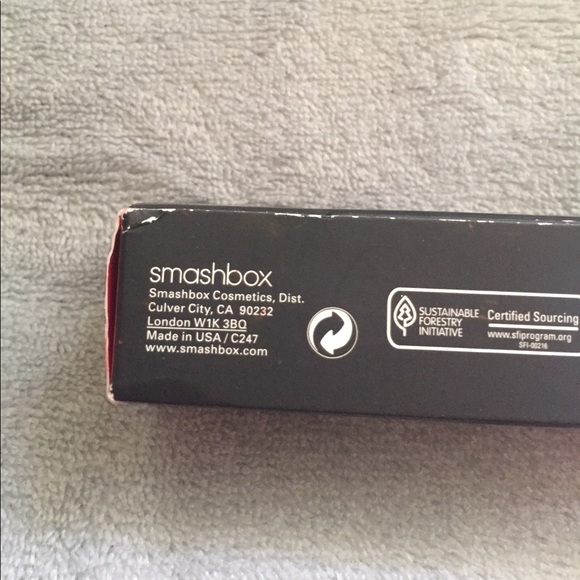 smashbox
Smashbox Cosmetics, Dist.
Culver City, CA 90232
London W1K 3BQ
Made in USA / C247
www.smashbox.com
SUSTAINABLE
FORESTRY
INITIATIVE
Certified Sourcing
www.sfiprogram.org
SFI-00216